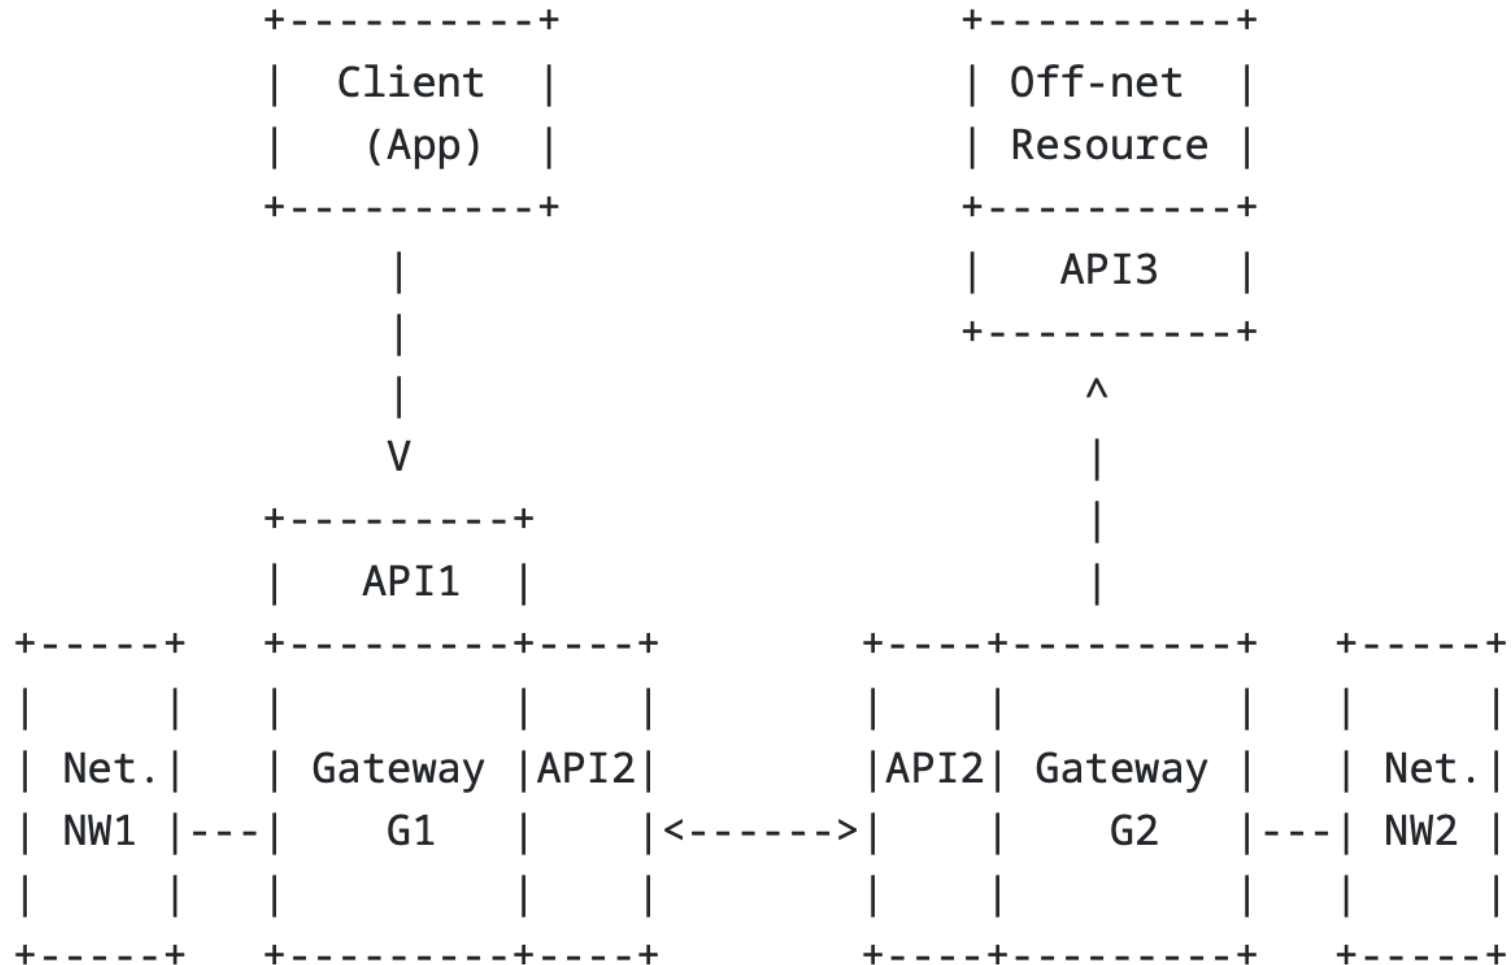 +----------+                 +----------+
|  Client  |                 | Off-net  |
|   (App)  |                 | Resource |
+----------+                 +----------+
     |                       |   API3   |
     |                       +----------+
     |                            ^
     V                            |
+---------+                       |
|   API1  |                       |
+-----+   +---------+----+        +----+---------+   +-----+
|     |   |         |    |        |    |         |   |     |
| Net.|   | Gateway |API2|        |API2| Gateway |   | Net.|
| NW1 |---|    G1   |    |<------>|    |    G2   |---| NW2 |
|     |   |         |    |        |    |         |   |     |
+-----+   +---------+----+        +----+---------+   +-----+